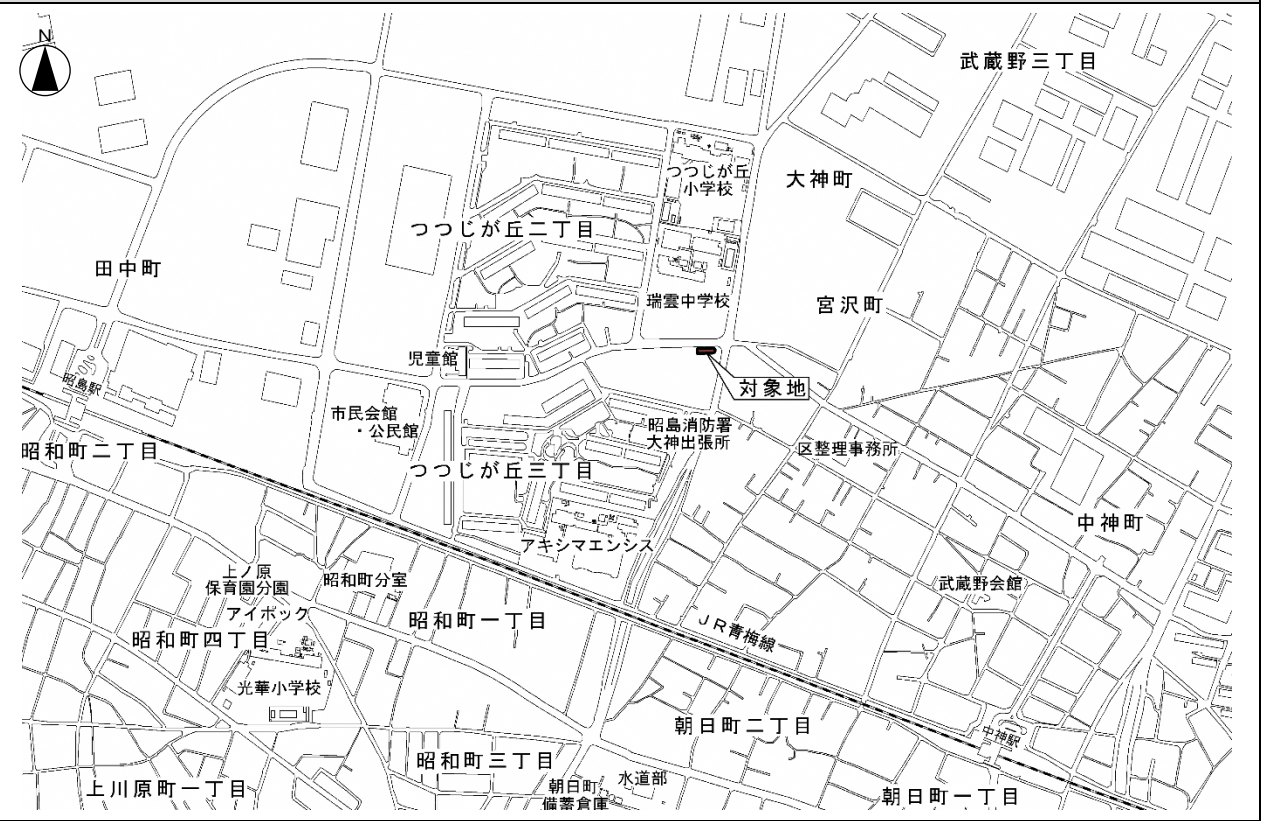 N
武蔵野三丁目
つつじが丘
小学校
大神町
つつじが丘二丁目
田中町
瑞雲中学校
宮沢町
児童館
対象地
昭島駅
市民会館
・公民館
昭島消防署
大神出張所
昭和町二丁目
区整理事務所
つつじが丘三丁目
中神町
アキシマエンシス
上ノ原
保育園分園
昭和町分室
武蔵野会館
アイポック
昭和町一丁目
昭和町四丁目
JR青梅線
光華小学校
朝日町二丁目
中神駅
昭和町三丁目
上川原町一丁目
朝日町
備蓄倉庫
水道部
朝日町一丁目